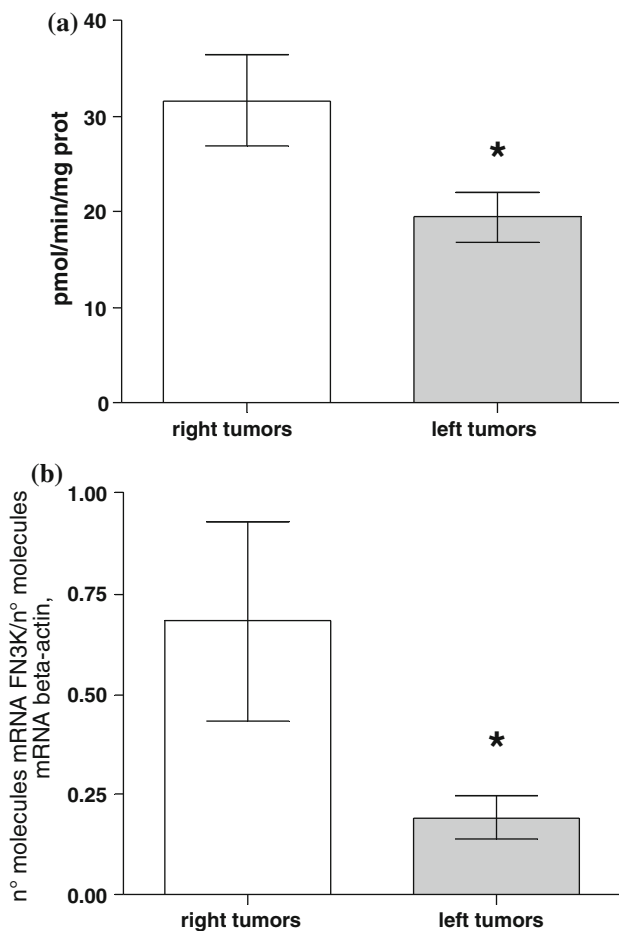 (a)
40
30
20
10
0
pmol/min/mg prot
*
right tumors
left tumors
(b)
1.00
0.75
0.50
0.25
0.00
n° molecules mRNA FN3K/n° molecules
mRNA beta-actin,
*
right tumors
left tumors